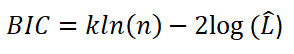 BIC = kln(n) − 2log (L̂)